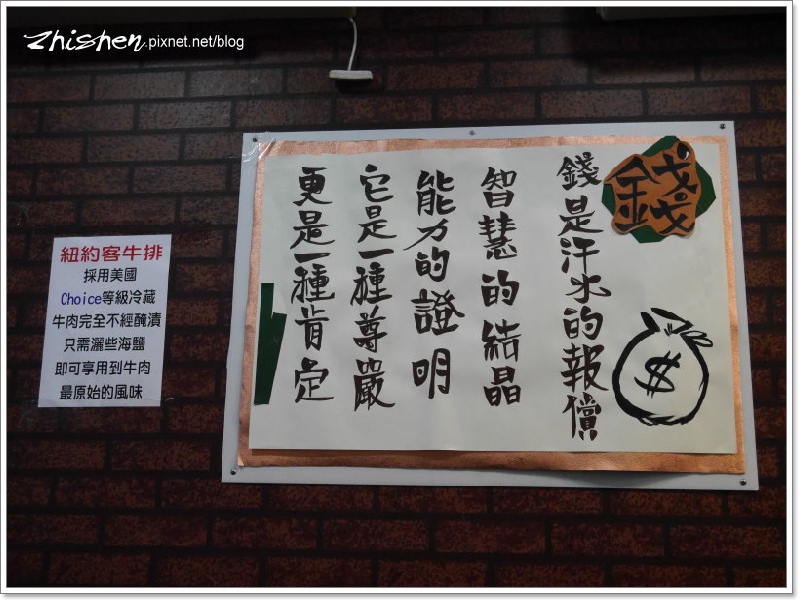 zhishen.pixnet.net/blog
紐約客牛排
採用美國
Choice等級冷藏
牛肉完全不經醃漬
只需灑些海鹽
即可享用到牛肉
最原始的風味
錢
錢是汗水的報償
智慧的結晶
能力的證明
它是一種尊嚴
更是一種肯定
$